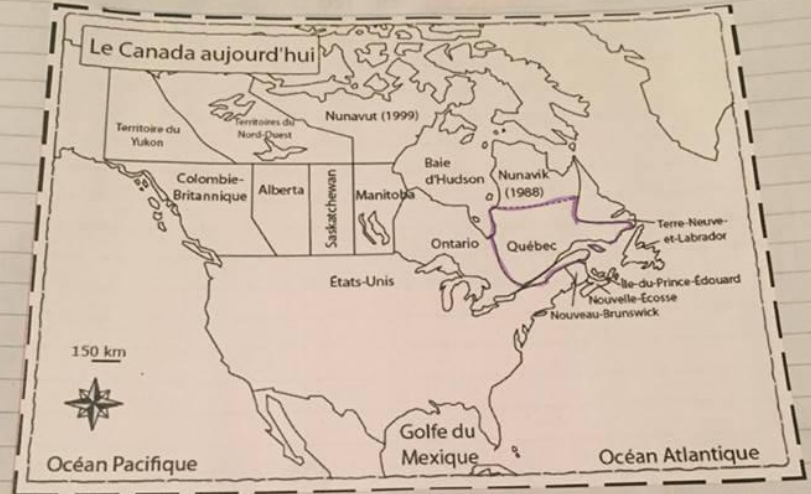 Le Canada aujourd'hui
Nunavut (1999)
Territoire du
Yukon
Territoires du
Nord-Ouest
Baie
d'Hudson
Nunavik
(1988)
Colombie-
Britannique
Alberta
Saskatchewan
Manitoba
Ontario
Québec
Terre-Neuve-
et-Labrador
Île-du-Prince-Édouard
Nouvelle-Écosse
Nouveau-Brunswick
États-Unis
150 km
Golfe du
Mexique
Océan Pacifique
Océan Atlantique